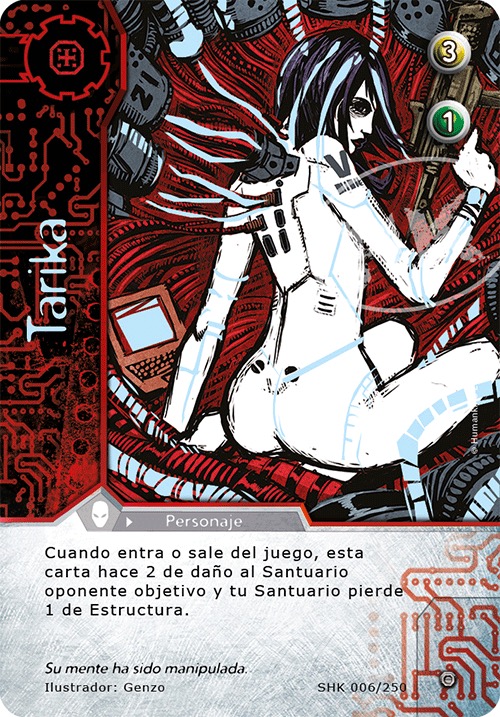 3
1
Tarika
Personaje
Cuando entra o sale del juego, esta
carta hace 2 de daño al Santuario
oponente objetivo y tu Santuario pierde
1 de Estructura.
Su mente ha sido manipulada.
Ilustrador: Genzo
SHK 006/250